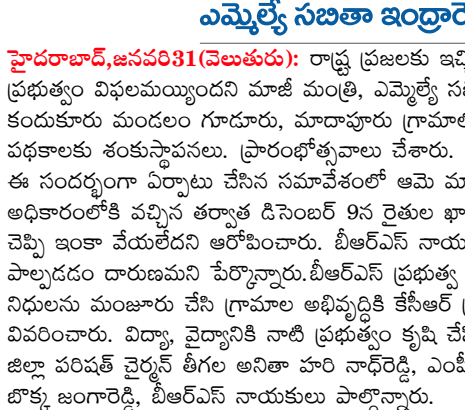 ఎమ్మెల్యే సబితా ఇంద్రారె
హైదరాబాద్,జనవరి31(వెలుతురు): రాష్ట్ర ప్రజలకు ఇచ్చి
ప్రభుత్వం విఫలమయ్యిందని మాజీ మంత్రి, ఎమ్మెల్యే సబి
కందుకూరు మండలం గూడూరు, మాదాపూరు గ్రామాల
పథకాలకు శంకుస్థాపనలు. ప్రారంభోత్సవాలు చేశారు.
ఈ సందర్భంగా ఏర్పాటు చేసిన సమావేశంలో ఆమె మా
అధికారంలోకి వచ్చిన తర్వాత డిసెంబర్ 9న రైతుల ఖా
చెప్పి ఇంకా వేయలేదని ఆరోపించారు. బీఆర్ఎస్ నాయ
పాల్పడడం దారుణమని పేర్కొన్నారు.బీఆర్ఎస్ ప్రభుత్వ
నిధులను మంజూరు చేసి గ్రామాల అభివృద్ధికి కేసీఆర్
వివరించారు. విద్యా, వైద్యానికి నాటి ప్రభుత్వం కృషి చే
జిల్లా పరిషత్ చైర్మన్ తీగల అనితా హరి నాథ్‌రెడ్డి, ఎంపీ
బొక్క జంగారెడ్డి, బీఆర్ఎస్ నాయకులు పాల్గొన్నారు.